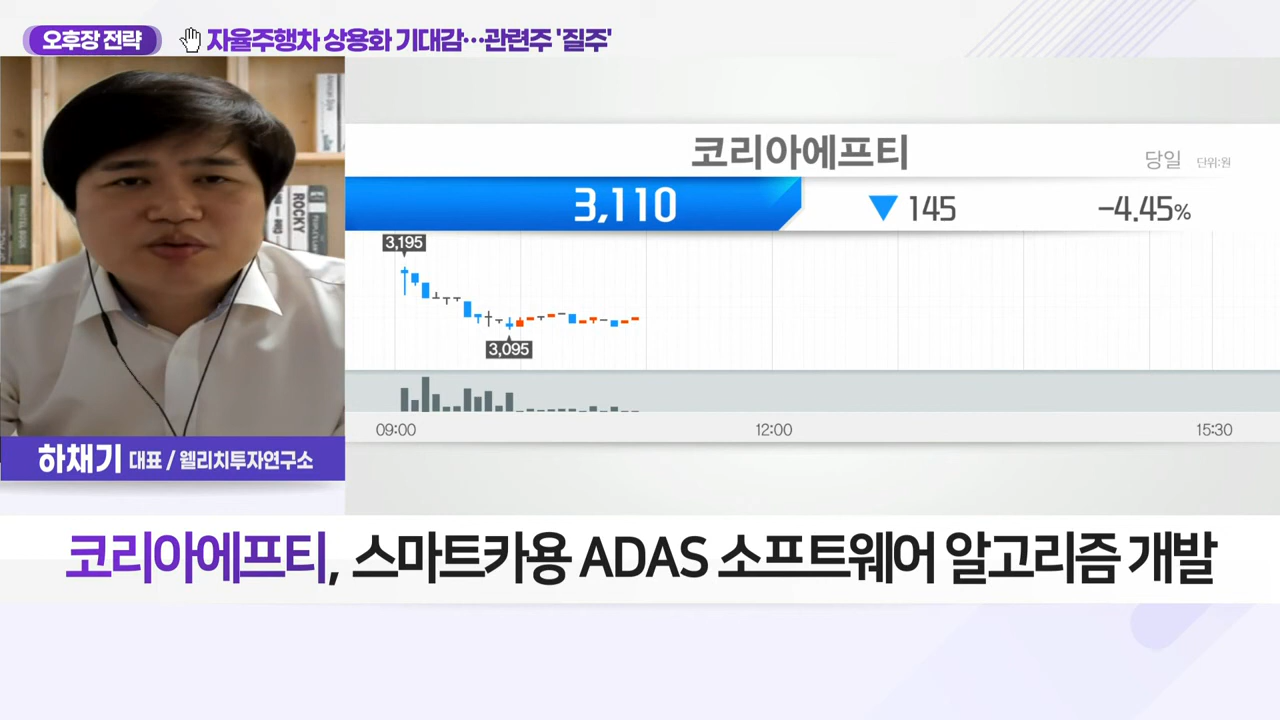 오후장 전략
자율주행차 상용화 기대감…관련주 '질주'
코리아에프티
당일 단위:원
3,110 ▼ 145 -4.45%
3,195
3,095
09:00 12:00 15:30
ROCKY
하채기 대표 / 웰리치투자연구소
코리아에프티, 스마트카용 ADAS 소프트웨어 알고리즘 개발